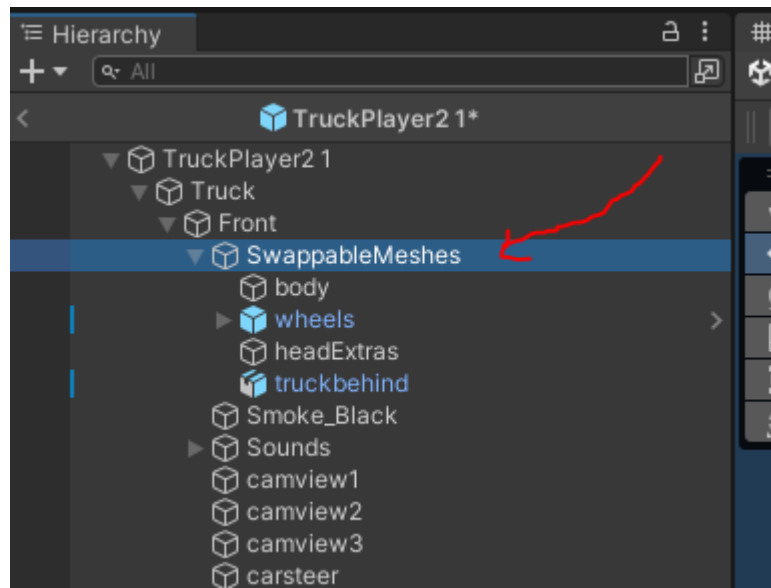 Hierarchy
All
TruckPlayer2 1*
TruckPlayer2 1
Truck
Front
SwappableMeshes
body
wheels
headExtras
truckbehind
Smoke_Black
Sounds
camview1
camview2
camview3
carsteer